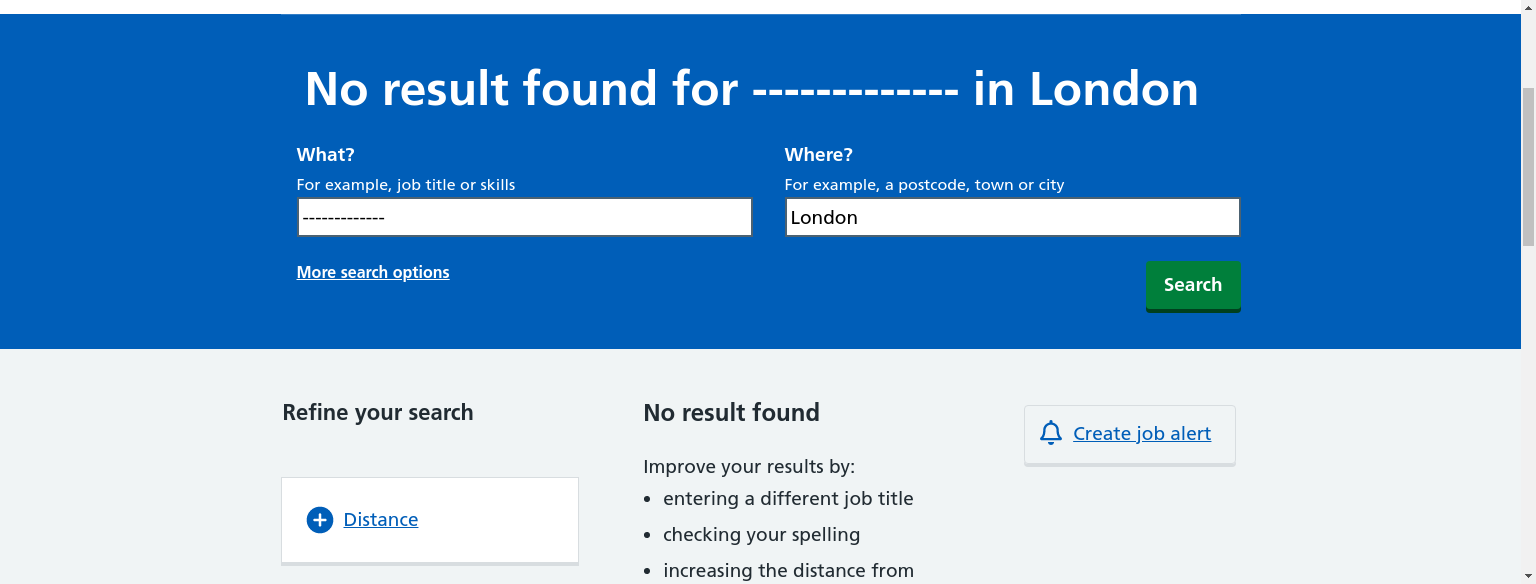 No result found for ------------- in London
What?
Where?
For example, job title or skills
For example, a postcode, town or city
-------------
London
More search options
Search
Refine your search
No result found
Create job alert
Improve your results by:
entering a different job title
Distance
checking your spelling
increasing the distance from